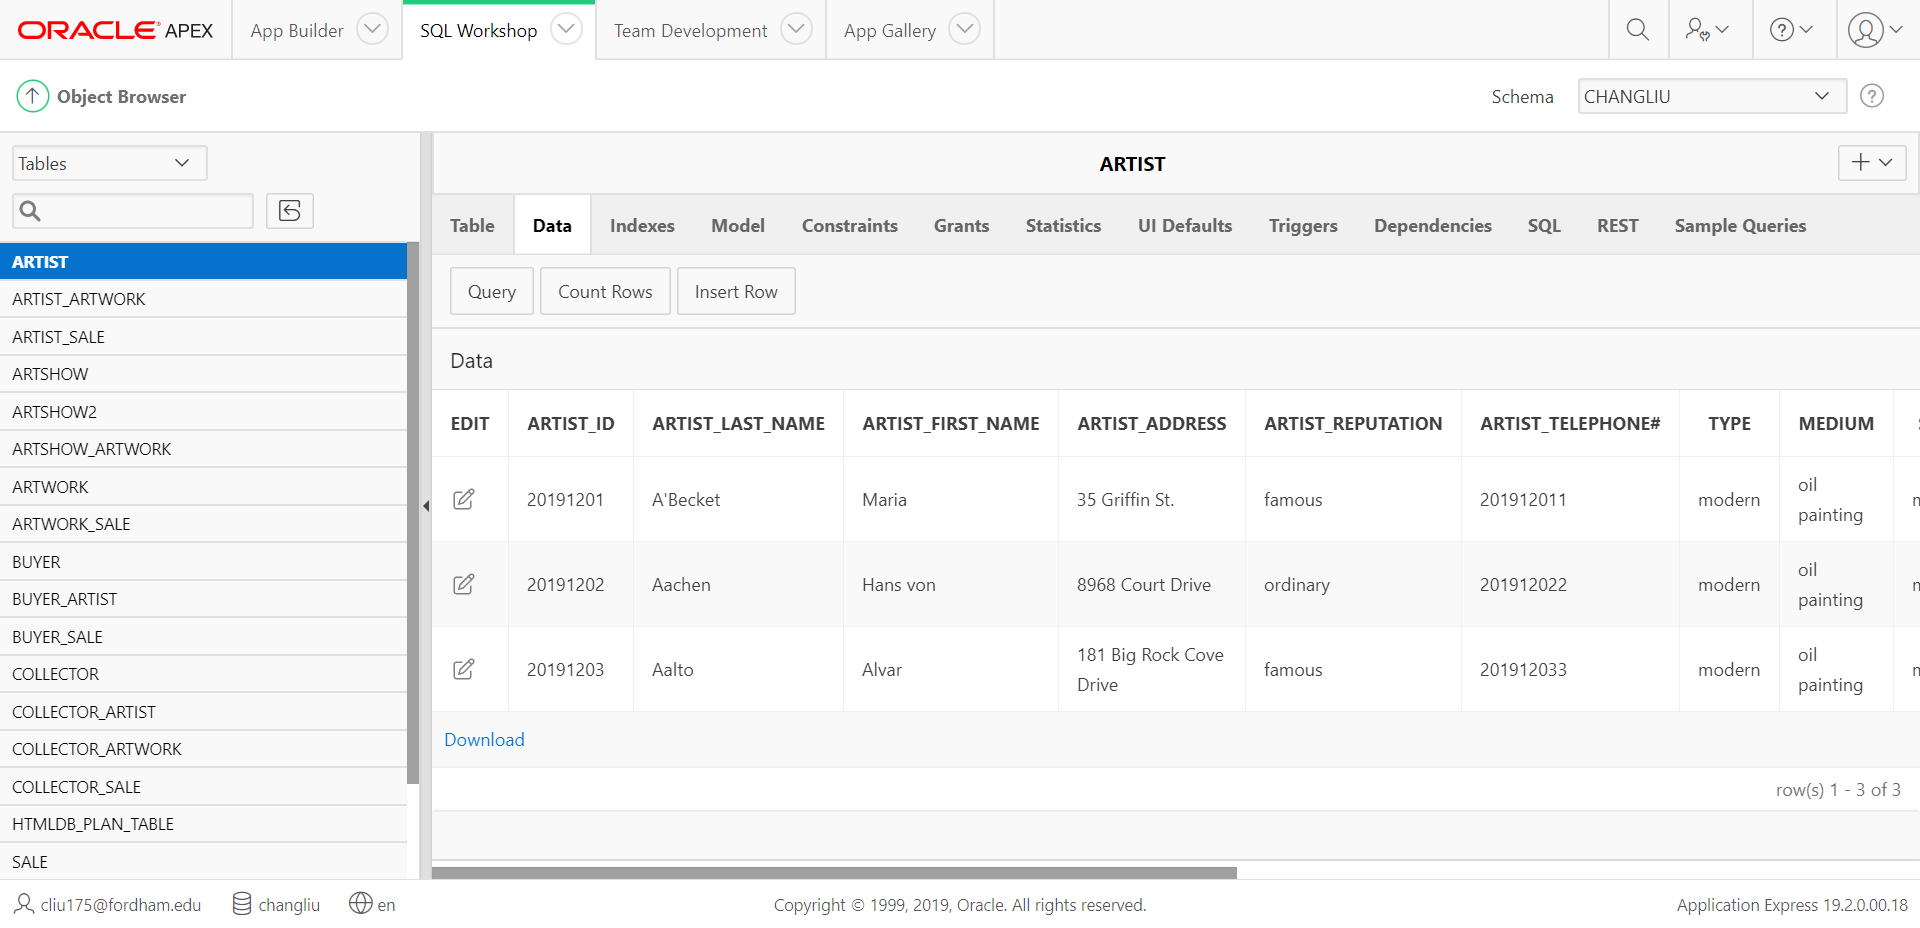 ORACLE® APEX App Builder SQL Workshop Team Development App Gallery
Object Browser Schema CHANGLIU
Tables
ARTIST
ARTIST_ARTWORK
ARTIST_SALE
ARTSHOW
ARTSHOW2
ARTSHOW_ARTWORK
ARTWORK
ARTWORK_SALE
BUYER
BUYER_ARTIST
BUYER_SALE
COLLECTOR
COLLECTOR_ARTIST
COLLECTOR_ARTWORK
COLLECTOR_SALE
HTMLDB_PLAN_TABLE
SALE
ARTIST
Table Data Indexes Model Constraints Grants Statistics UI Defaults Triggers Dependencies SQL REST Sample Queries
Query Count Rows Insert Row
Data
EDIT ARTIST_ID ARTIST_LAST_NAME ARTIST_FIRST_NAME ARTIST_ADDRESS ARTIST_REPUTATION ARTIST_TELEPHONE# TYPE MEDIUM
20191201 A'Becket Maria 35 Griffin St. famous 201912011 modern oil
painting
20191202 Aachen Hans von 8968 Court Drive ordinary 201912022 modern oil
painting
20191203 Aalto Alvar 181 Big Rock Cove
Drive famous 201912033 modern oil
painting
Download
row(s) 1 - 3 of 3
cliu175@fordham.edu changliu en Copyright © 1999, 2019, Oracle. All rights reserved. Application Express 19.2.0.00.18